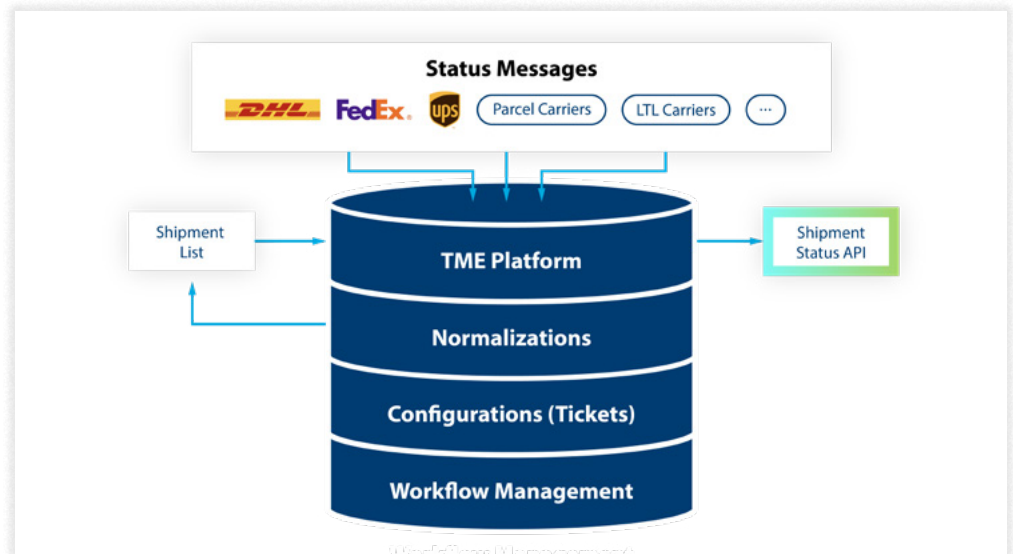 Status Messages
DHL FedEx. ups Parcel Carriers LTL Carriers ...
Shipment
List
Shipment
Status API
TME Platform
Normalizations
Configurations (Tickets)
Workflow Management